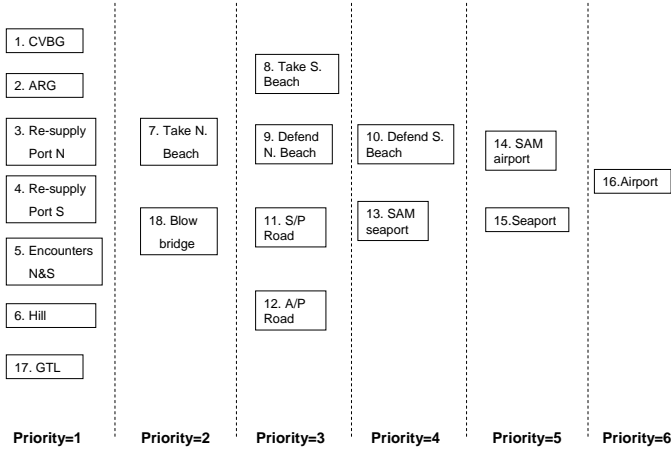 1. CVBG
2. ARG
3. Re-supply
Port N
4. Re-supply
Port S
5. Encounters
N&S
6. Hill
17. GTL
7. Take N.
Beach
18. Blow
bridge
8. Take S.
Beach
9. Defend
N. Beach
11. S/P
Road
12. A/P
Road
10. Defend S.
Beach
13. SAM
seaport
14. SAM
airport
15.Seaport
16.Airport
Priority=1
Priority=2
Priority=3
Priority=4
Priority=5
Priority=6